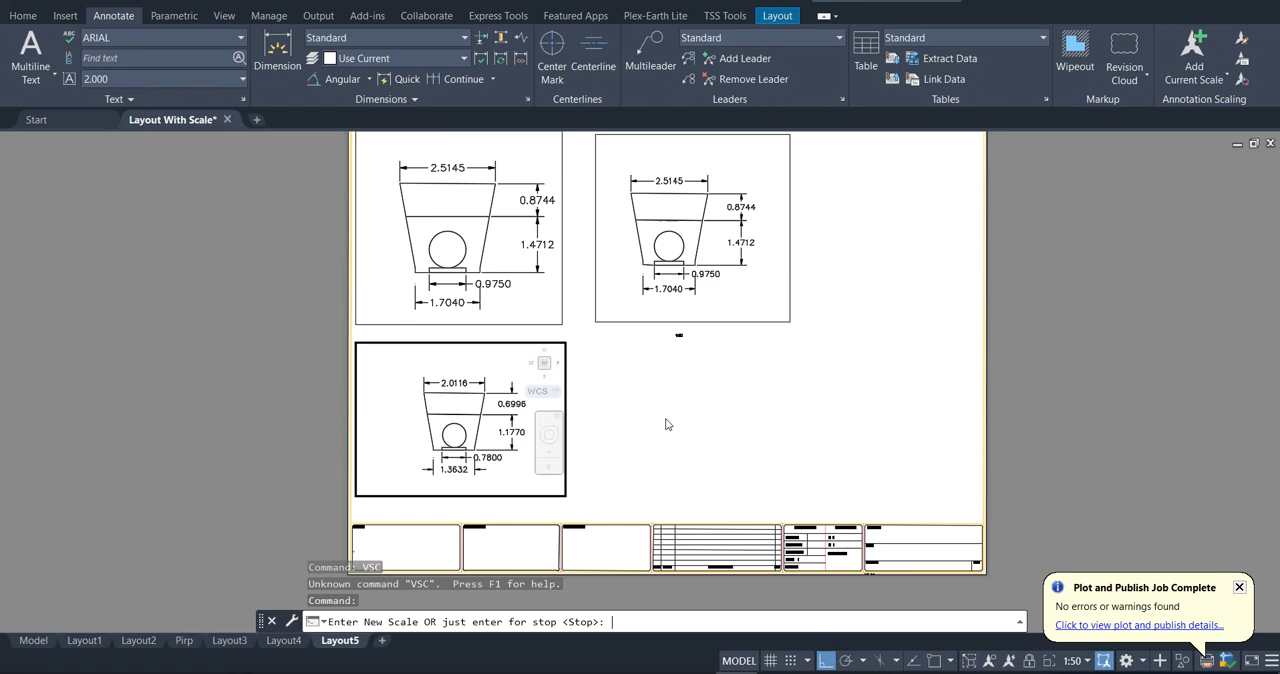 Home Insert Annotate Parametric View Manage Output Add-ins Collaborate Express Tools Featured Apps Plex-Earth Lite TSS Tools Layout
Multiline
Text
ABC
ARIAL
Find text
2.000
Text
Dimension
Standard
Use Current
Angular Quick Continue
Dimensions
Center
Mark
Centerline
Centerlines
Multileader
Standard
Add Leader
Remove Leader
Leaders
Table
Standard
Extract Data
Link Data
Tables
Wipeout
Revision
Cloud
Markup
Add
Current Scale
Annotation Scaling
Start
Layout With Scale*
2.5145
0.8744
1.4712
0.9750
1.7040
2.5145
0.8744
1.4712
0.9750
1.7040
WCS
2.0116
0.6996
1.1770
0.7800
1.3632
Command: VSC
Unknown command "VSC".  Press F1 for help.
Command:
Enter New Scale OR just enter for stop <Stop>:
Plot and Publish Job Complete
No errors or warnings found
Click to view plot and publish details...
Model Layout1 Layout2 Pirp Layout3 Layout4 Layout5
MODEL 1:50